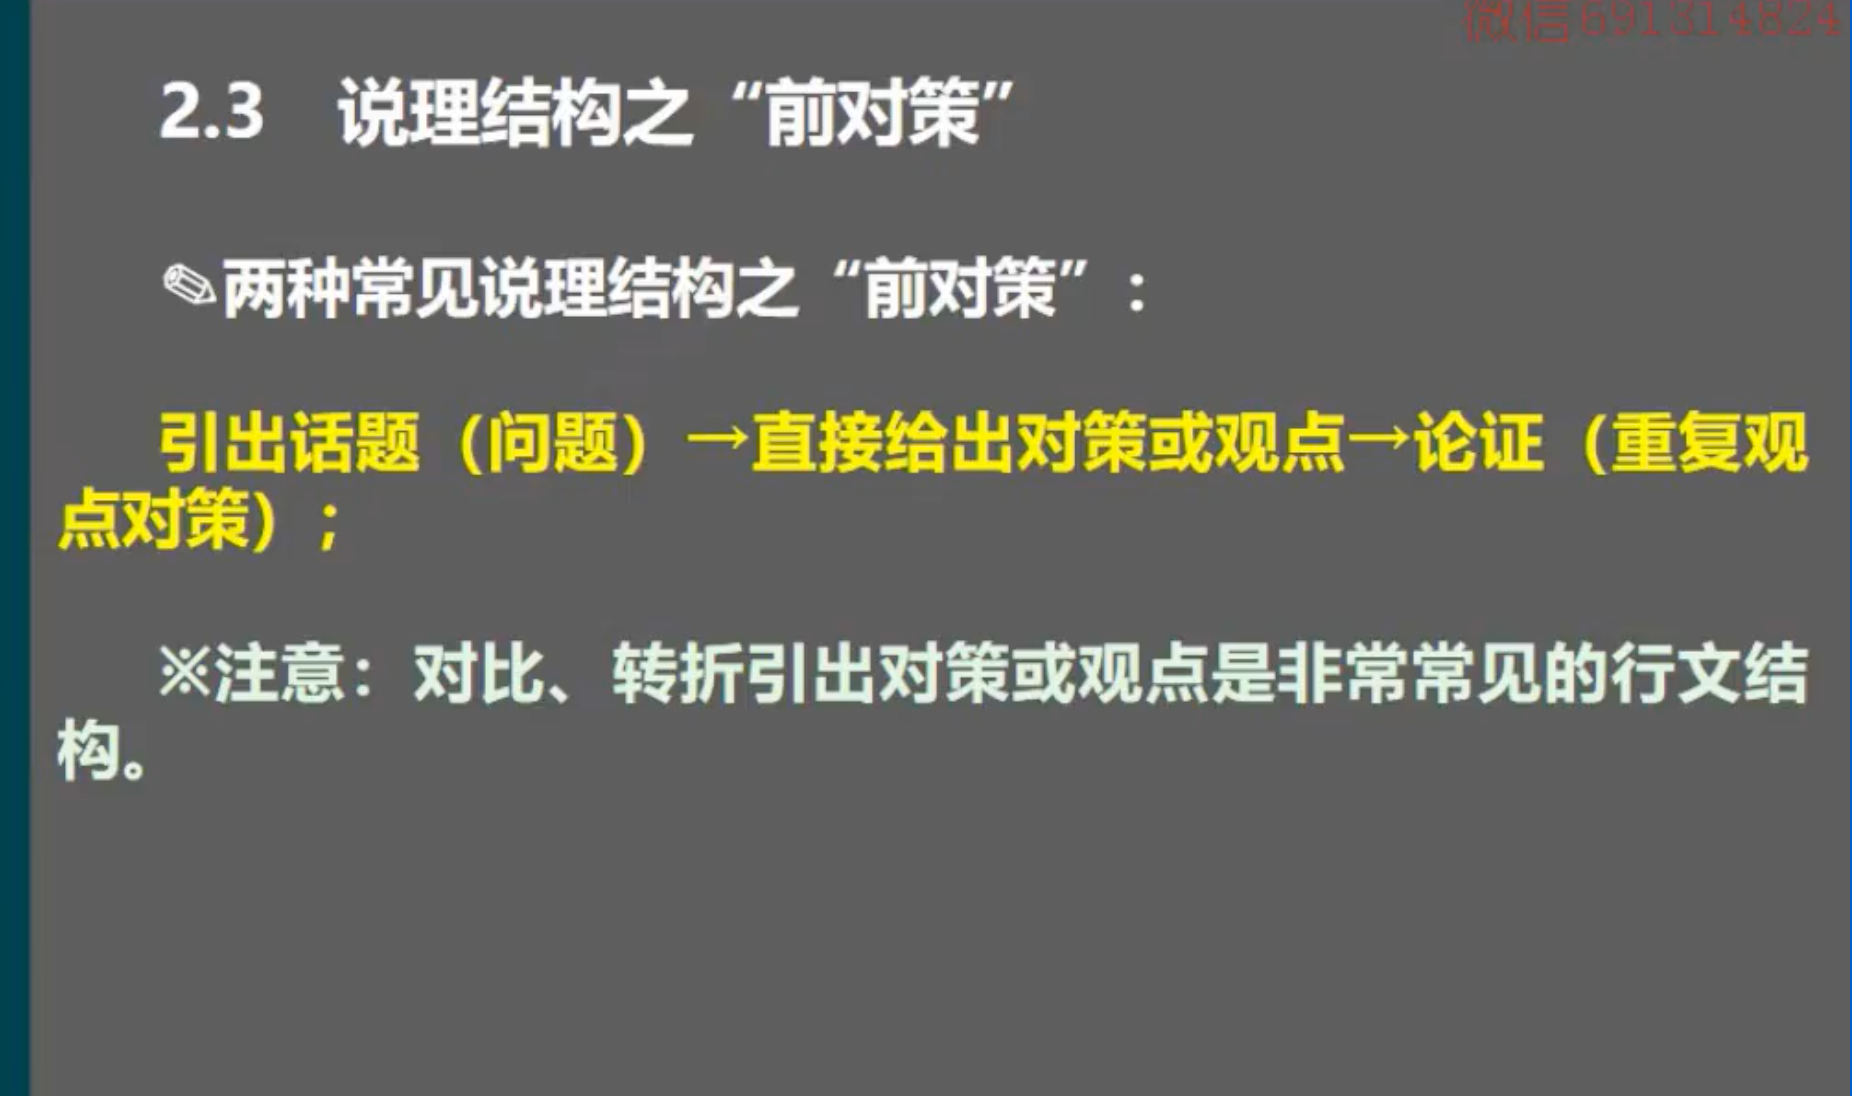 微信691314824
2.3 说理结构之“前对策”
✎两种常见说理结构之“前对策”：
引出话题（问题）→直接给出对策或观点→论证（重复观
点对策）；
※注意：对比、转折引出对策或观点是非常常见的行文结
构。